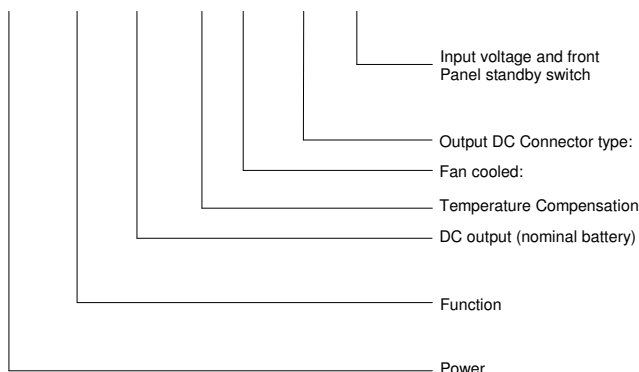 Input voltage and front
Panel standby switch
Output DC Connector type:
Fan cooled:
Temperature Compensation
DC output (nominal battery)
Function
Power